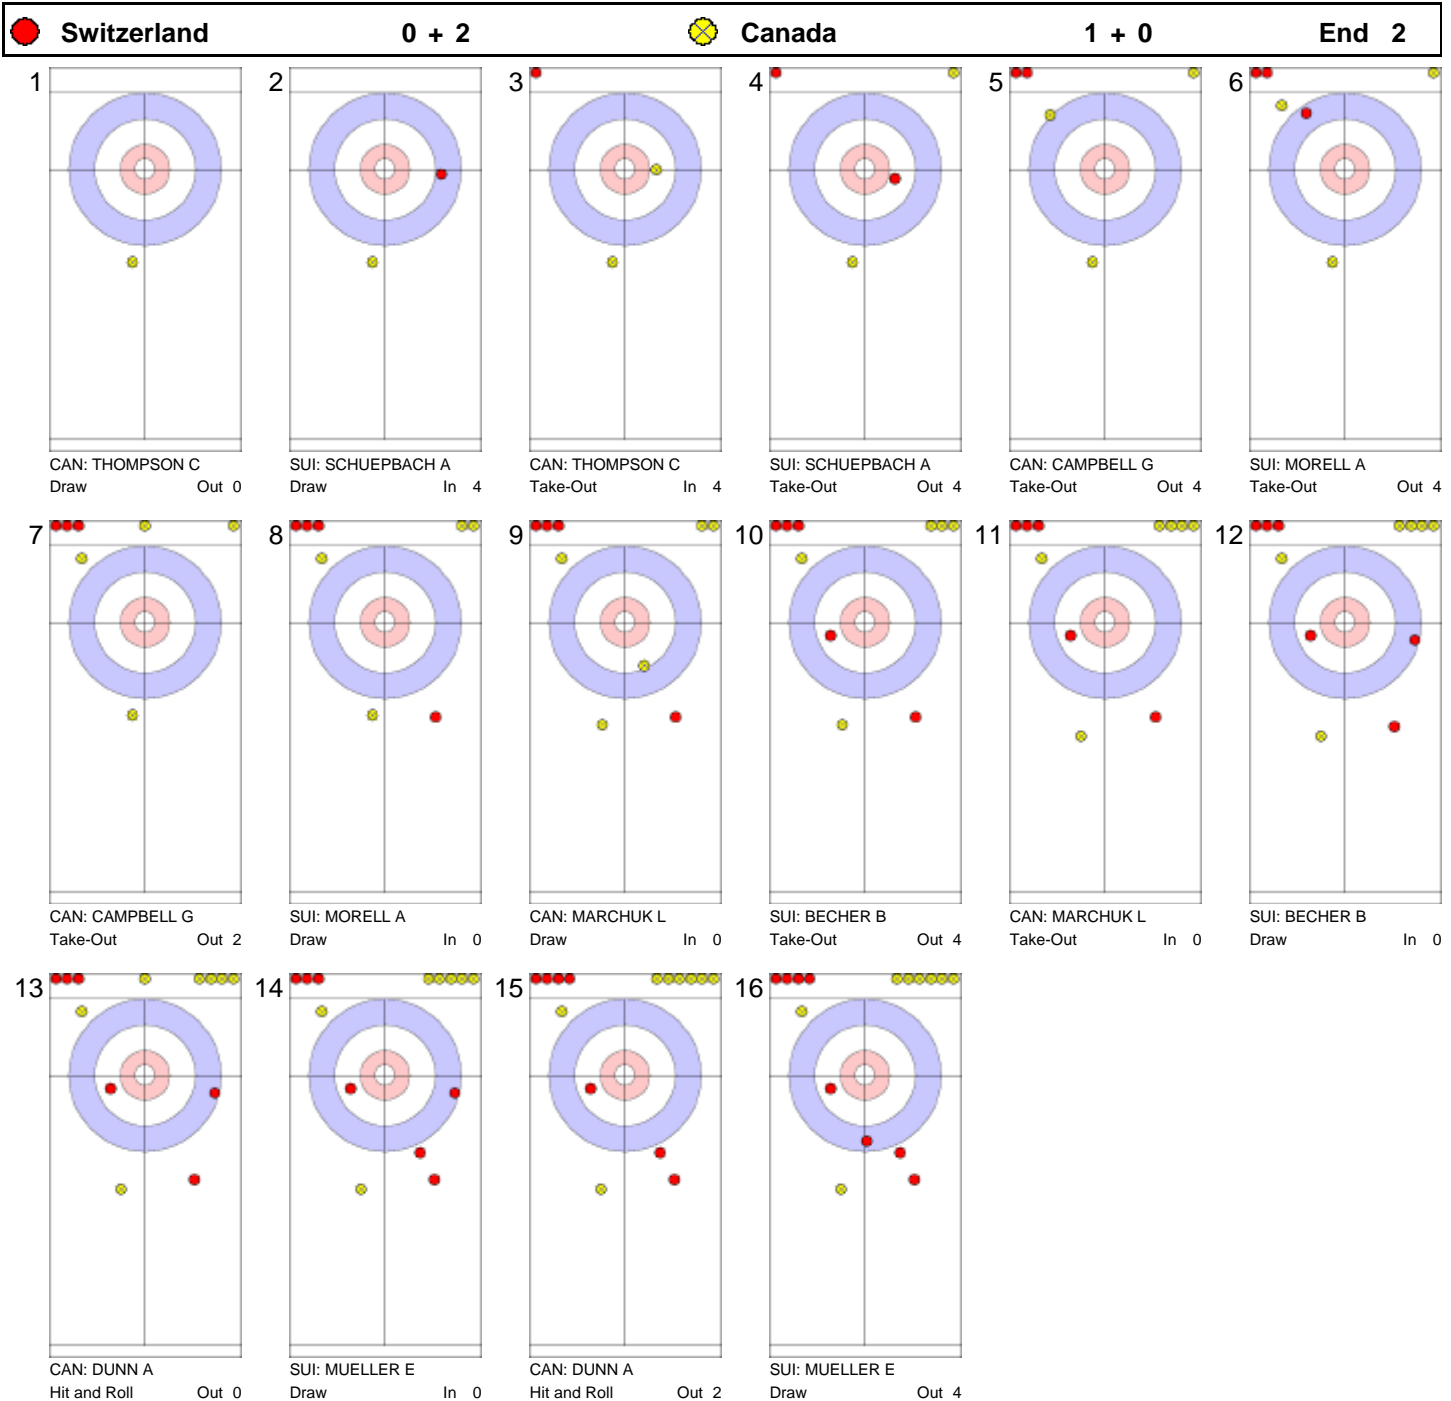 Switzerland 0 + 2 Canada 1 + 0 End 2
1 2 3 4 5 6
CAN: THOMPSON C SUI: SCHUEPBACH A CAN: THOMPSON C SUI: SCHUEPBACH A CAN: CAMPBELL G SUI: MORELL A
Draw Out 0 Draw In 4 Take-Out In 4 Take-Out Out 4 Take-Out Out 4 Take-Out Out 4
7 8 9 10 11 12
CAN: CAMPBELL G SUI: MORELL A CAN: MARCHUK L SUI: BECHER B CAN: MARCHUK L SUI: BECHER B
Take-Out Out 2 Draw In 0 Draw In 0 Take-Out Out 4 Take-Out In 0 Draw In 0
13 14 15 16
CAN: DUNN A SUI: MUELLER E CAN: DUNN A SUI: MUELLER E
Hit and Roll Out 0 Draw In 0 Hit and Roll Out 2 Draw Out 4